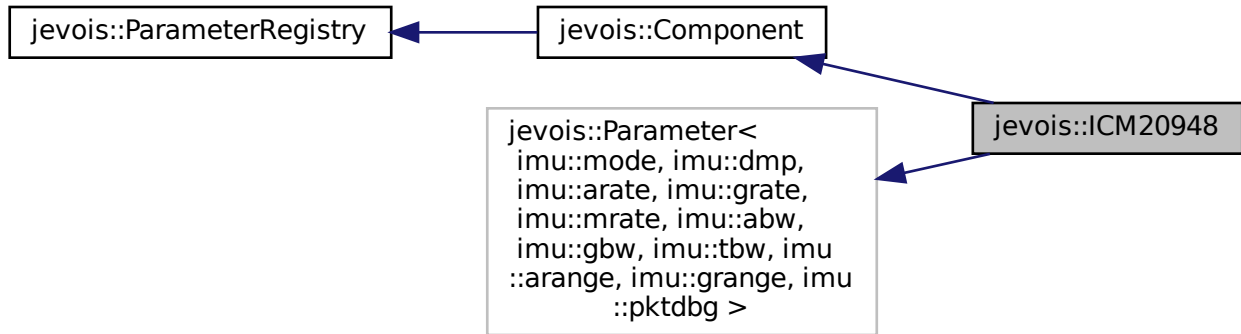 jevois::ParameterRegistry
jevois::Component
jevois::ICM20948
jevois::Parameter<
imu::mode, imu::dmp,
imu::arate, imu::grate,
imu::mrate, imu::abw,
imu::gbw, imu::tbw, imu
::arange, imu::grange, imu
::pktdbg >